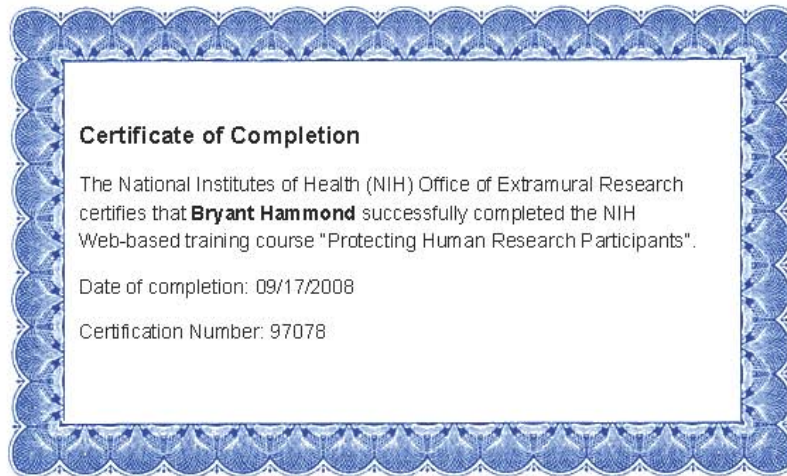 Certificate of Completion
The National Institutes of Health (NIH) Office of Extramural Research
certifies that Bryant Hammond successfully completed the NIH
Web-based training course "Protecting Human Research Participants".
Date of completion: 09/17/2008
Certification Number: 97078